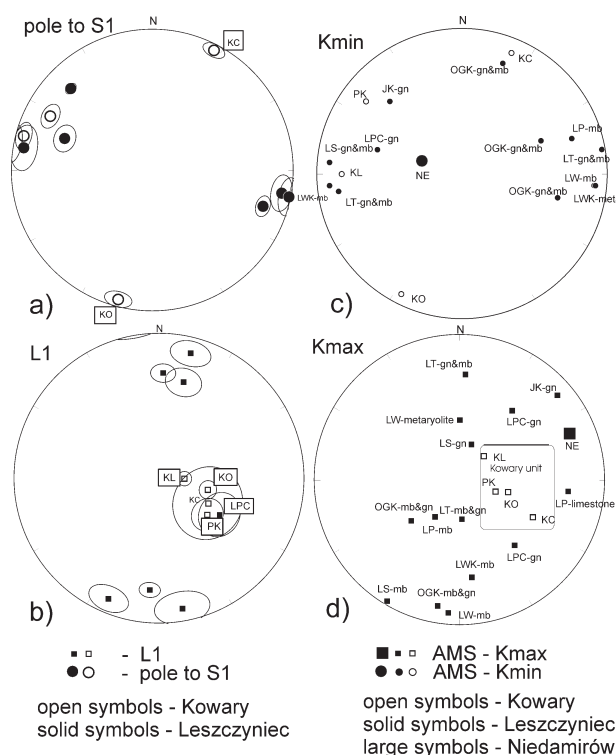 pole to S1
N
KC
LWK-mb
KO
a)
Kmin
N
KC
OGK-gn&mb
PK
JK-gn
LP-mb
LPC-gn
LS-gn&mb
OGK-gn&mb
LT-gn&mb
NE
KL
LW-mb
OGK-gn&mb
LT-gn&mb
LWK-met
KO
c)
L1
N
KL
KO
KC
LPC
PK
b)
Kmax
N
LT-gn&mb
JK-gn
LPC-gn
LW-metaryolite
NE
LS-gn
KL
Kowary unit
PK
KO
LP-limestone
OGK-mb&gn
LT-mb&gn
KC
LP-mb
LPC-gn
LWK-mb
LS-mb
OGK-mb&gn
LW-mb
d)
- L1
- pole to S1
open symbols - Kowary
solid symbols - Leszczyniec
AMS - Kmax
AMS - Kmin
open symbols - Kowary
solid symbols - Leszczyniec
large symbols - Niedamirów